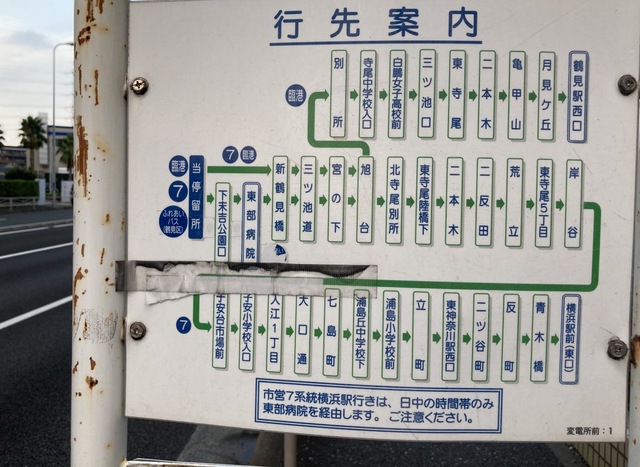 行先案内
臨港
別所
寺尾中学校入口
白鵬女子高校前
三ツ池口
東寺尾
二本木
亀甲山
月見ケ丘
鶴見駅西口
臨港
7
ふれあいバス(鶴見区)
当停留所
7 臨港
下末吉公園口
東部病院
新鶴見橋
三ツ池道
宮の下
旭台
北寺尾別所
東寺尾陸橋下
二本木
二反田
荒立
東寺尾5丁目
岸谷
7
子安台市場前
子安小学校入口
入江1丁目
大口通
七島町
浦島丘中学校下
浦島小学校前
立町
東神奈川駅西口
二ツ谷町
反町
青木橋
横浜駅前(東口)
市営7系統横浜駅行きは、日中の時間帯のみ
東部病院を経由します。ご注意ください。
変電所前:1